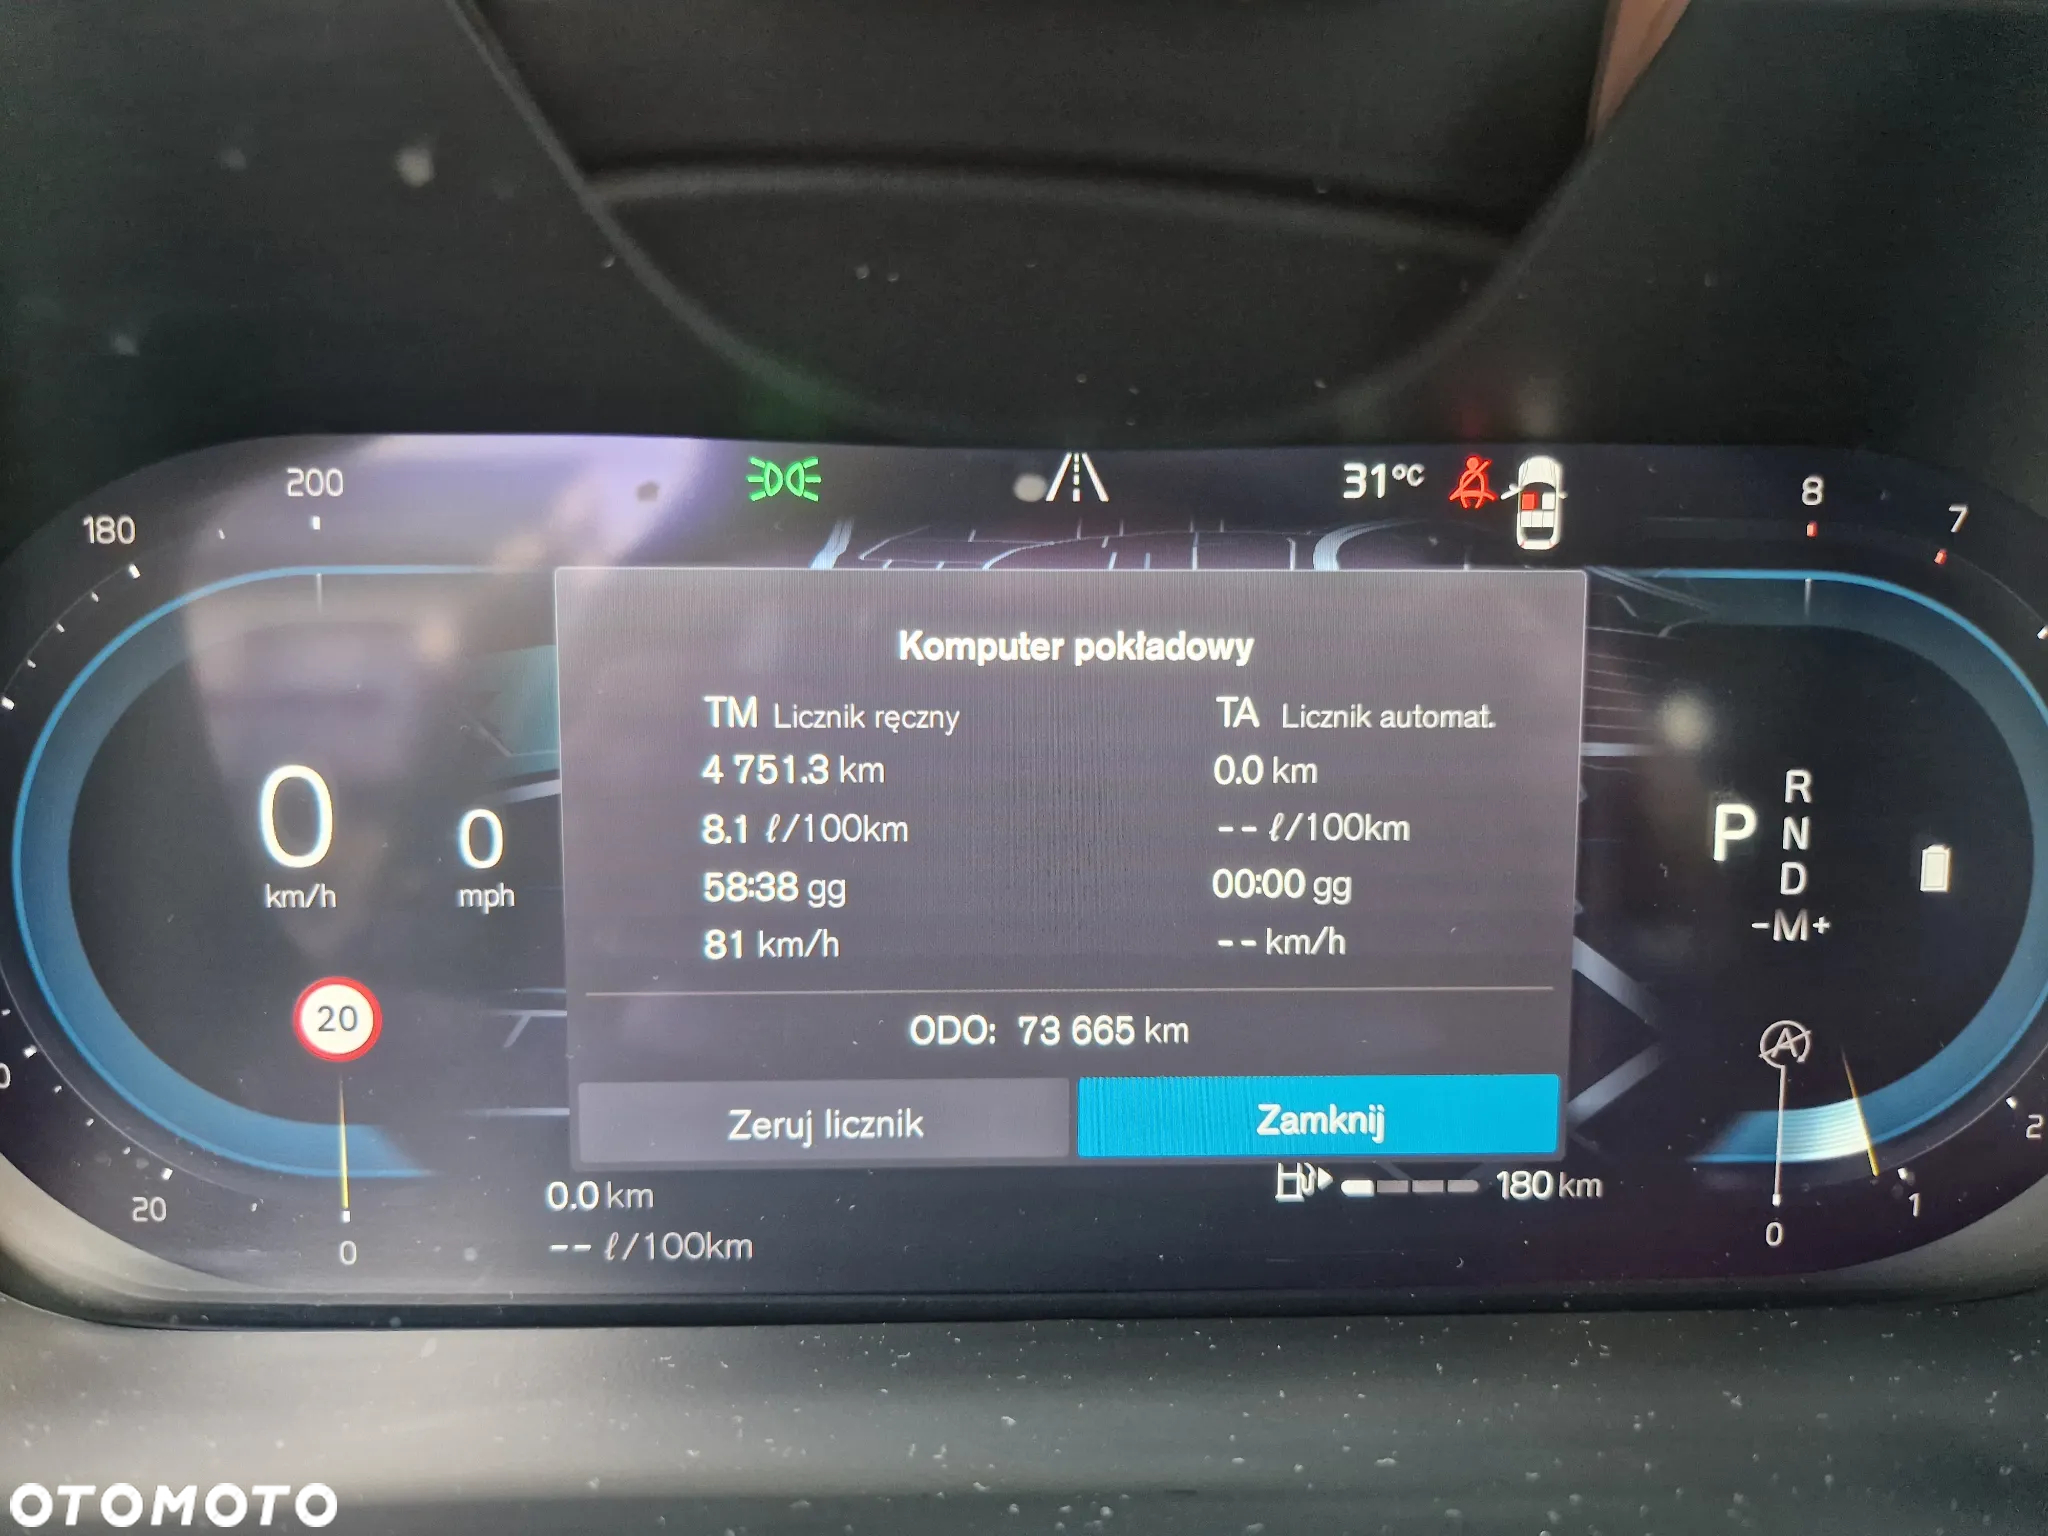 200
180
31°C
8
7
Komputer pokładowy
TM Licznik ręczny
TA Licznik automat.
4 751.3 km
0.0 km
8.1 ℓ/100km
-- ℓ/100km
58:38 gg
00:00 gg
81 km/h
-- km/h
ODO: 73 665 km
Zeruj licznik
Zamknij
0
km/h
0
mph
20
P
R
N
D
-M+
A
20
0
0.0 km
-- ℓ/100km
180 km
0
1
2
OTOMOTO